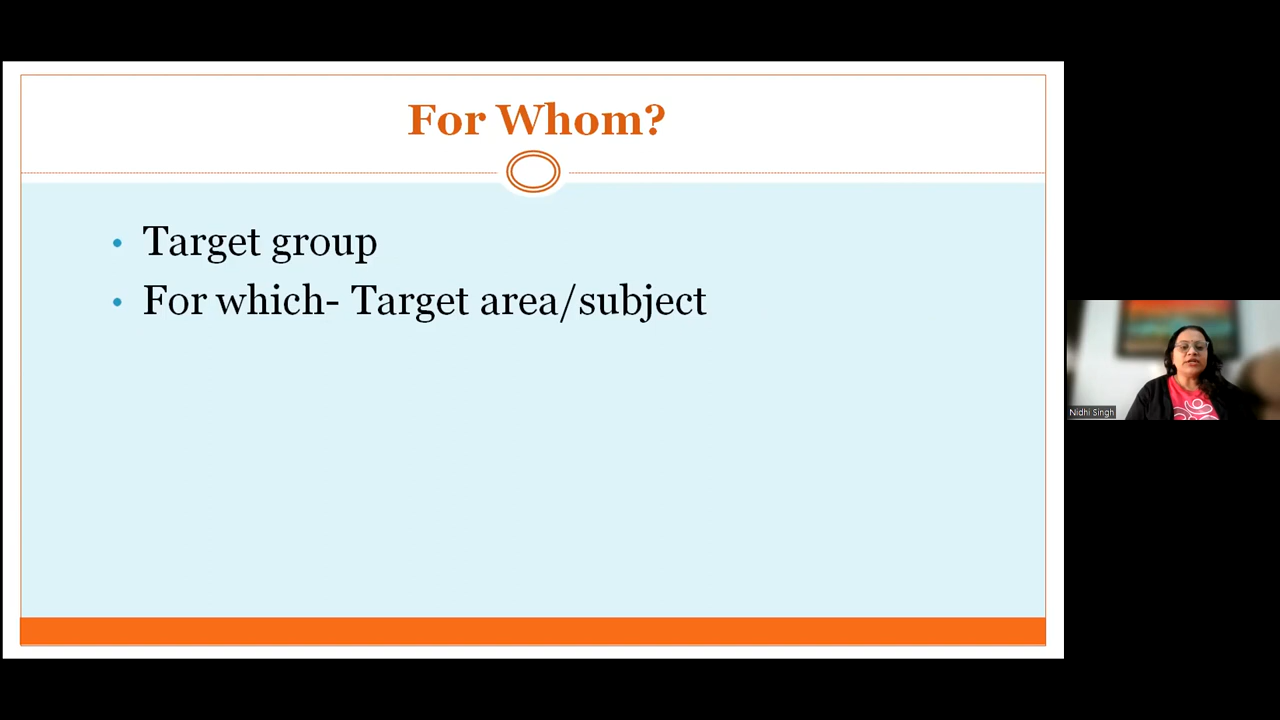 For Whom?
Target group
For which- Target area/subject
Nidhi Singh